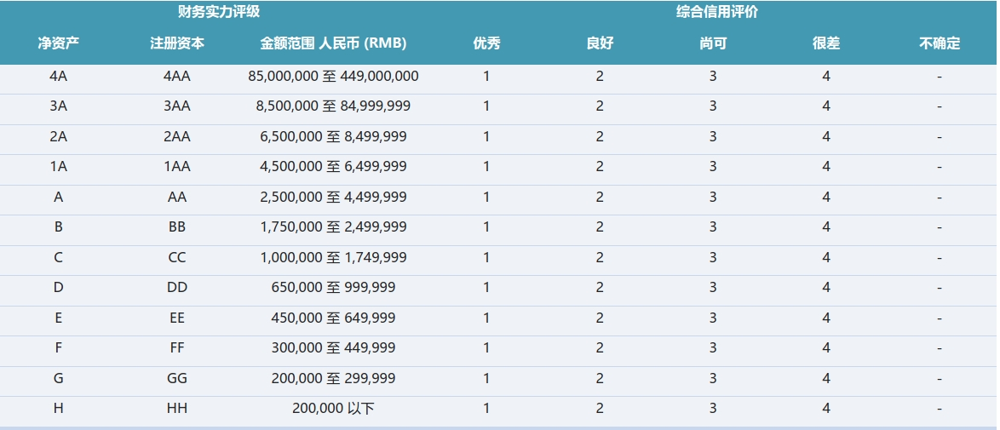 财务实力评级 综合信用评价
净资产 注册资本 金额范围 人民币 (RMB) 优秀 良好 尚可 很差 不确定
4A 4AA 85,000,000 至 449,000,000 1 2 3 4 -
3A 3AA 8,500,000 至 84,999,999 1 2 3 4 -
2A 2AA 6,500,000 至 8,499,999 1 2 3 4 -
1A 1AA 4,500,000 至 6,499,999 1 2 3 4 -
A AA 2,500,000 至 4,499,999 1 2 3 4 -
B BB 1,750,000 至 2,499,999 1 2 3 4 -
C CC 1,000,000 至 1,749,999 1 2 3 4 -
D DD 650,000 至 999,999 1 2 3 4 -
E EE 450,000 至 649,999 1 2 3 4 -
F FF 300,000 至 449,999 1 2 3 4 -
G GG 200,000 至 299,999 1 2 3 4 -
H HH 200,000 以下 1 2 3 4 -